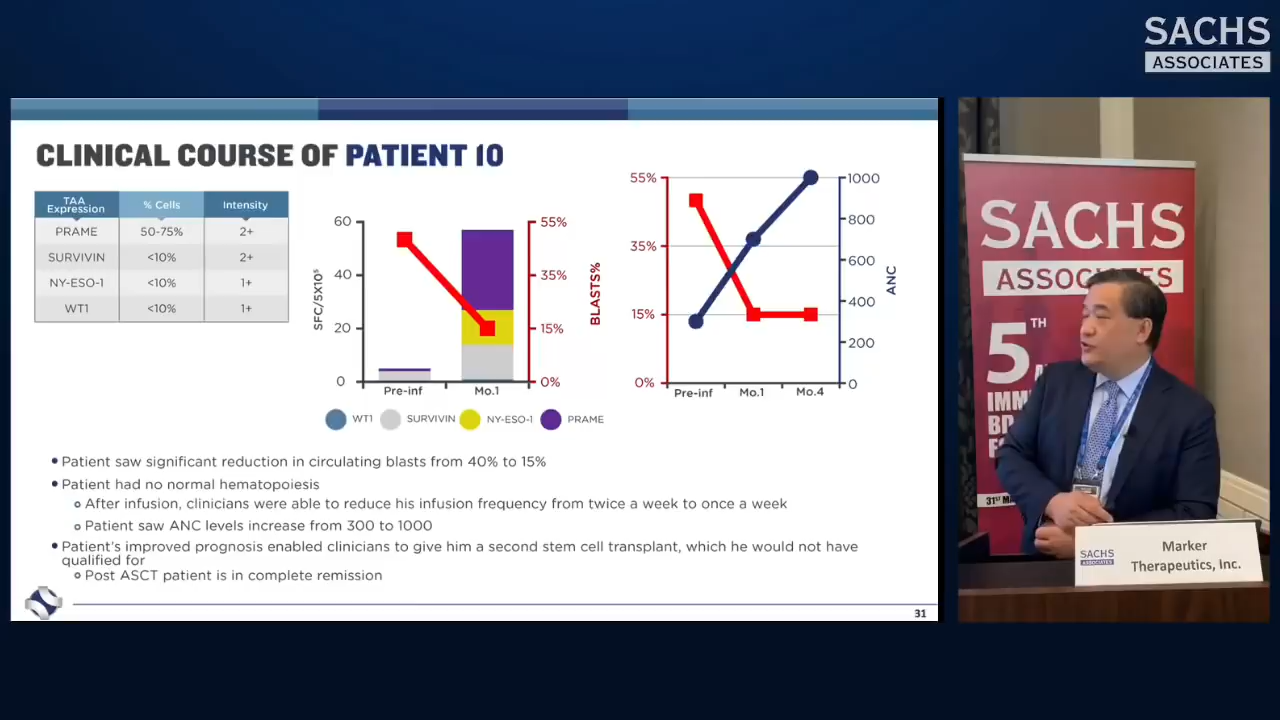 SACHS
ASSOCIATES
CLINICAL COURSE OF PATIENT 10
TAA Expression % Cells Intensity
PRAME 50-75% 2+
SURVIVIN <10% 2+
NY-ESO-1 <10% 1+
WT1 <10% 1+
60
40
20
0
SFC/5X10⁵
55%
35%
15%
0%
BLASTS%
Pre-inf Mo.1
WT1 SURVIVIN NY-ESO-1 PRAME
55%
35%
15%
0%
1000
800
600
400
200
0
ANC
Pre-inf Mo.1 Mo.4
• Patient saw significant reduction in circulating blasts from 40% to 15%
• Patient had no normal hematopoiesis
After infusion, clinicians were able to reduce his infusion frequency from twice a week to once a week
Patient saw ANC levels increase from 300 to 1000
• Patient's improved prognosis enabled clinicians to give him a second stem cell transplant, which he would not have
qualified for
Post ASCT patient is in complete remission
31
SACHS
ASSOCIATES
5TH
SACHS
ASSOCIATES
Marker
Therapeutics, Inc.